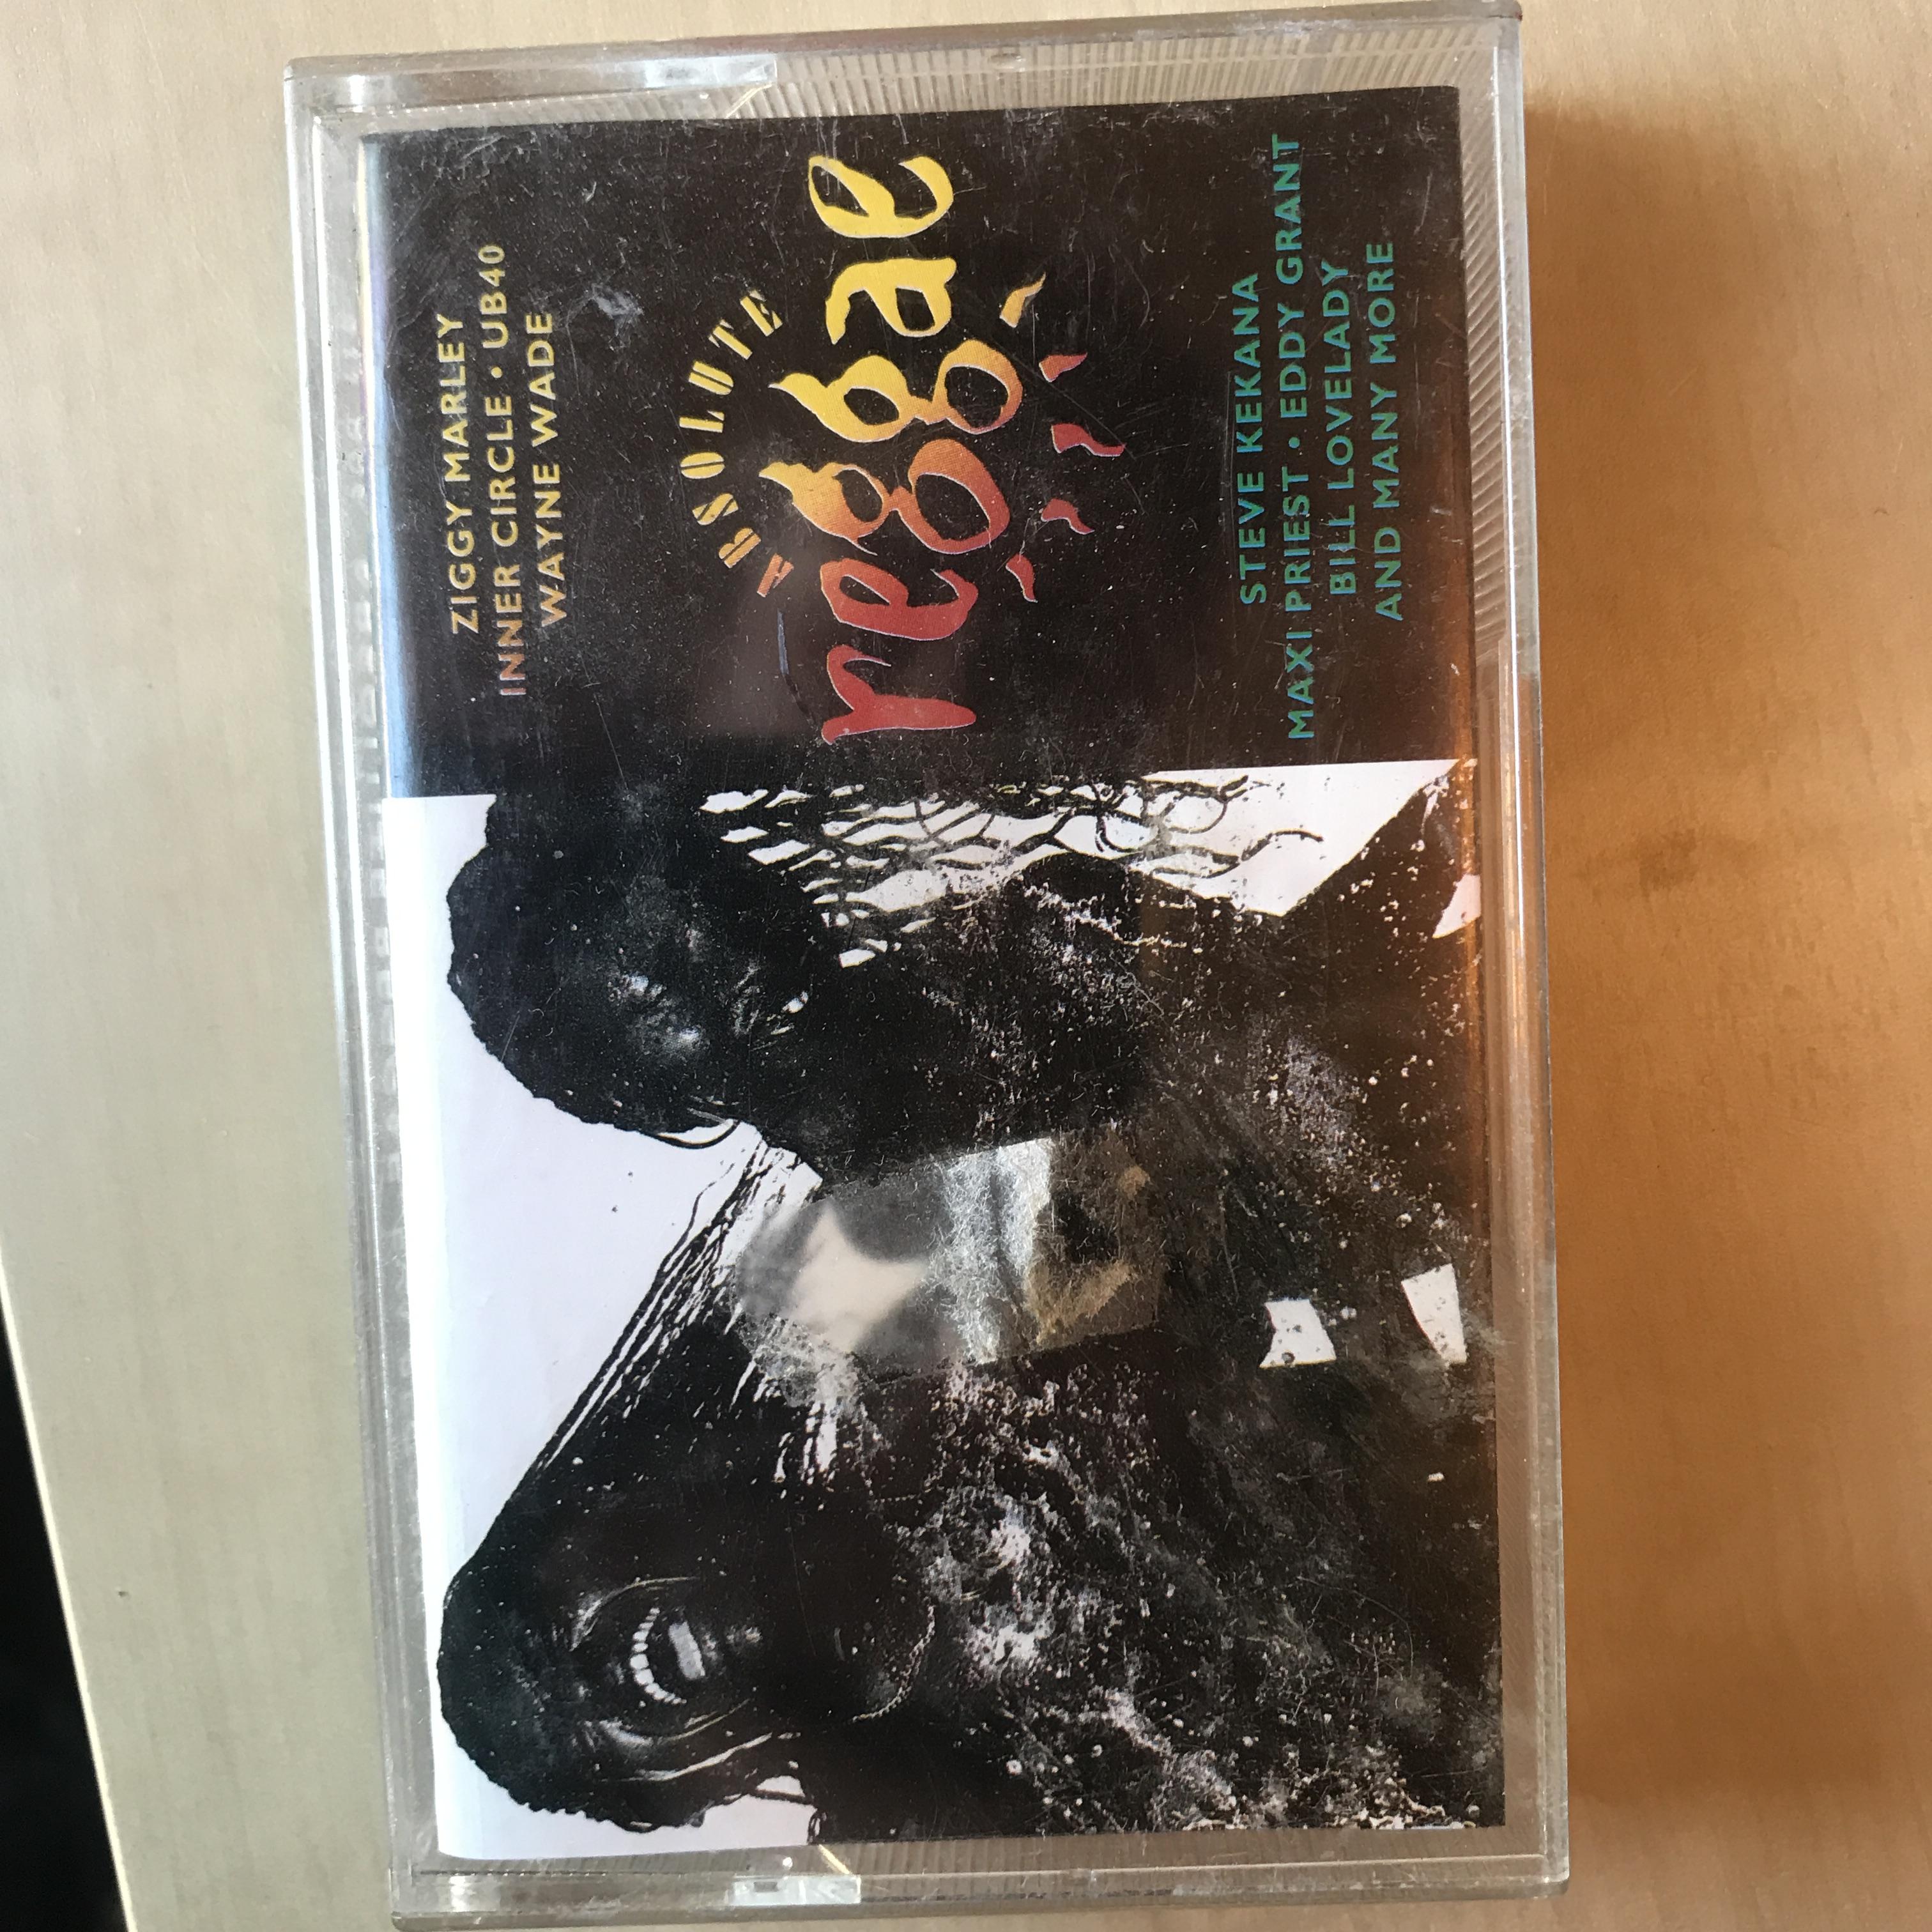 ZIGGY MARLEY
INNER CIRCLE • UB40
WAYNE WADE
ABSOLUTE
reggae
STEVE KEKANA
MAXI PRIEST • EDDY GRANT
BILL LOVELADY
AND MANY MORE